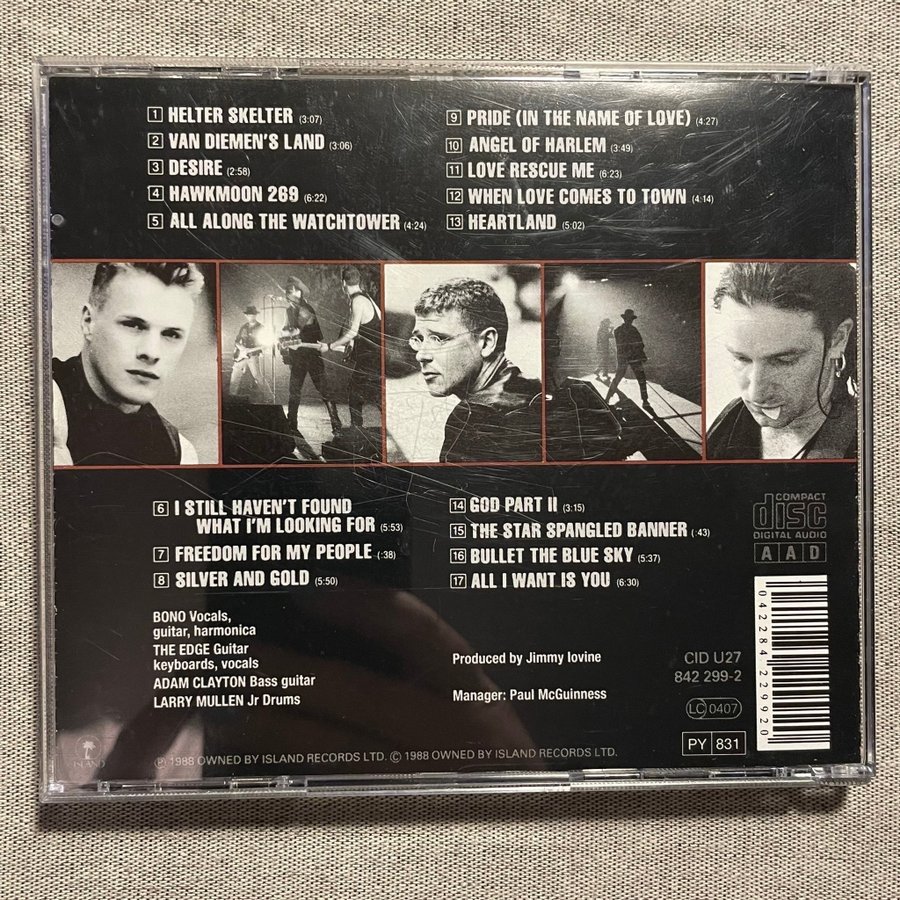 1 HELTER SKELTER (3:07)
2 VAN DIEMEN'S LAND (3:06)
3 DESIRE (2:58)
4 HAWKMOON 269 (6:22)
5 ALL ALONG THE WATCHTOWER (4:24)
9 PRIDE (IN THE NAME OF LOVE) (4:27)
10 ANGEL OF HARLEM (3:49)
11 LOVE RESCUE ME (6:23)
12 WHEN LOVE COMES TO TOWN (4:14)
13 HEARTLAND (5:02)
6 I STILL HAVEN'T FOUND
WHAT I'M LOOKING FOR (5:53)
7 FREEDOM FOR MY PEOPLE (:38)
8 SILVER AND GOLD (5:50)
14 GOD PART II (3:15)
15 THE STAR SPANGLED BANNER (:43)
16 BULLET THE BLUE SKY (5:37)
17 ALL I WANT IS YOU (6:30)
COMPACT
disc
DIGITAL AUDIO
AAD
BONO Vocals,
guitar, harmonica
THE EDGE Guitar
keyboards, vocals
ADAM CLAYTON Bass guitar
LARRY MULLEN Jr Drums
Produced by Jimmy Iovine
Manager: Paul McGuinness
CID U27
842 299-2
LC 0407
PY 831
0 42284 22992 0
ISLAND
℗ 1988 OWNED BY ISLAND RECORDS LTD. © 1988 OWNED BY ISLAND RECORDS LTD.